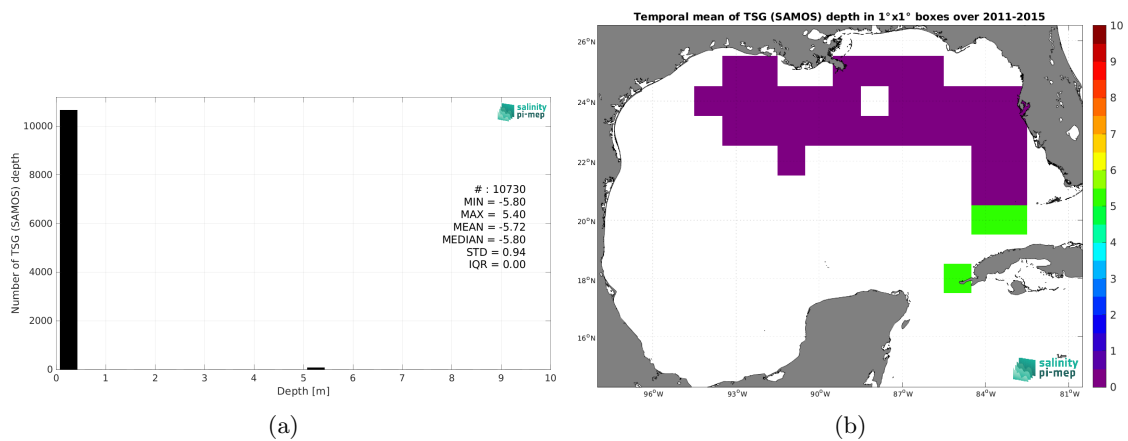 Number of TSG (SAMOS) depth
10000
8000
6000
4000
2000
0
salinity
pi-mep
# : 10730
MIN = -5.80
MAX = 5.40
MEAN = -5.72
MEDIAN = -5.80
STD = 0.94
IQR = 0.00
0 1 2 3 4 5 6 7 8 9 10
Depth [m]
(a)
Temporal mean of TSG (SAMOS) depth in 1°x1° boxes over 2011-2015
26°N
24°N
22°N
20°N
18°N
16°N
96°W 93°W 90°W 87°W 84°W 81°W
salinity
pi-mep
10
9
8
7
6
5
4
3
2
1
0
(b)